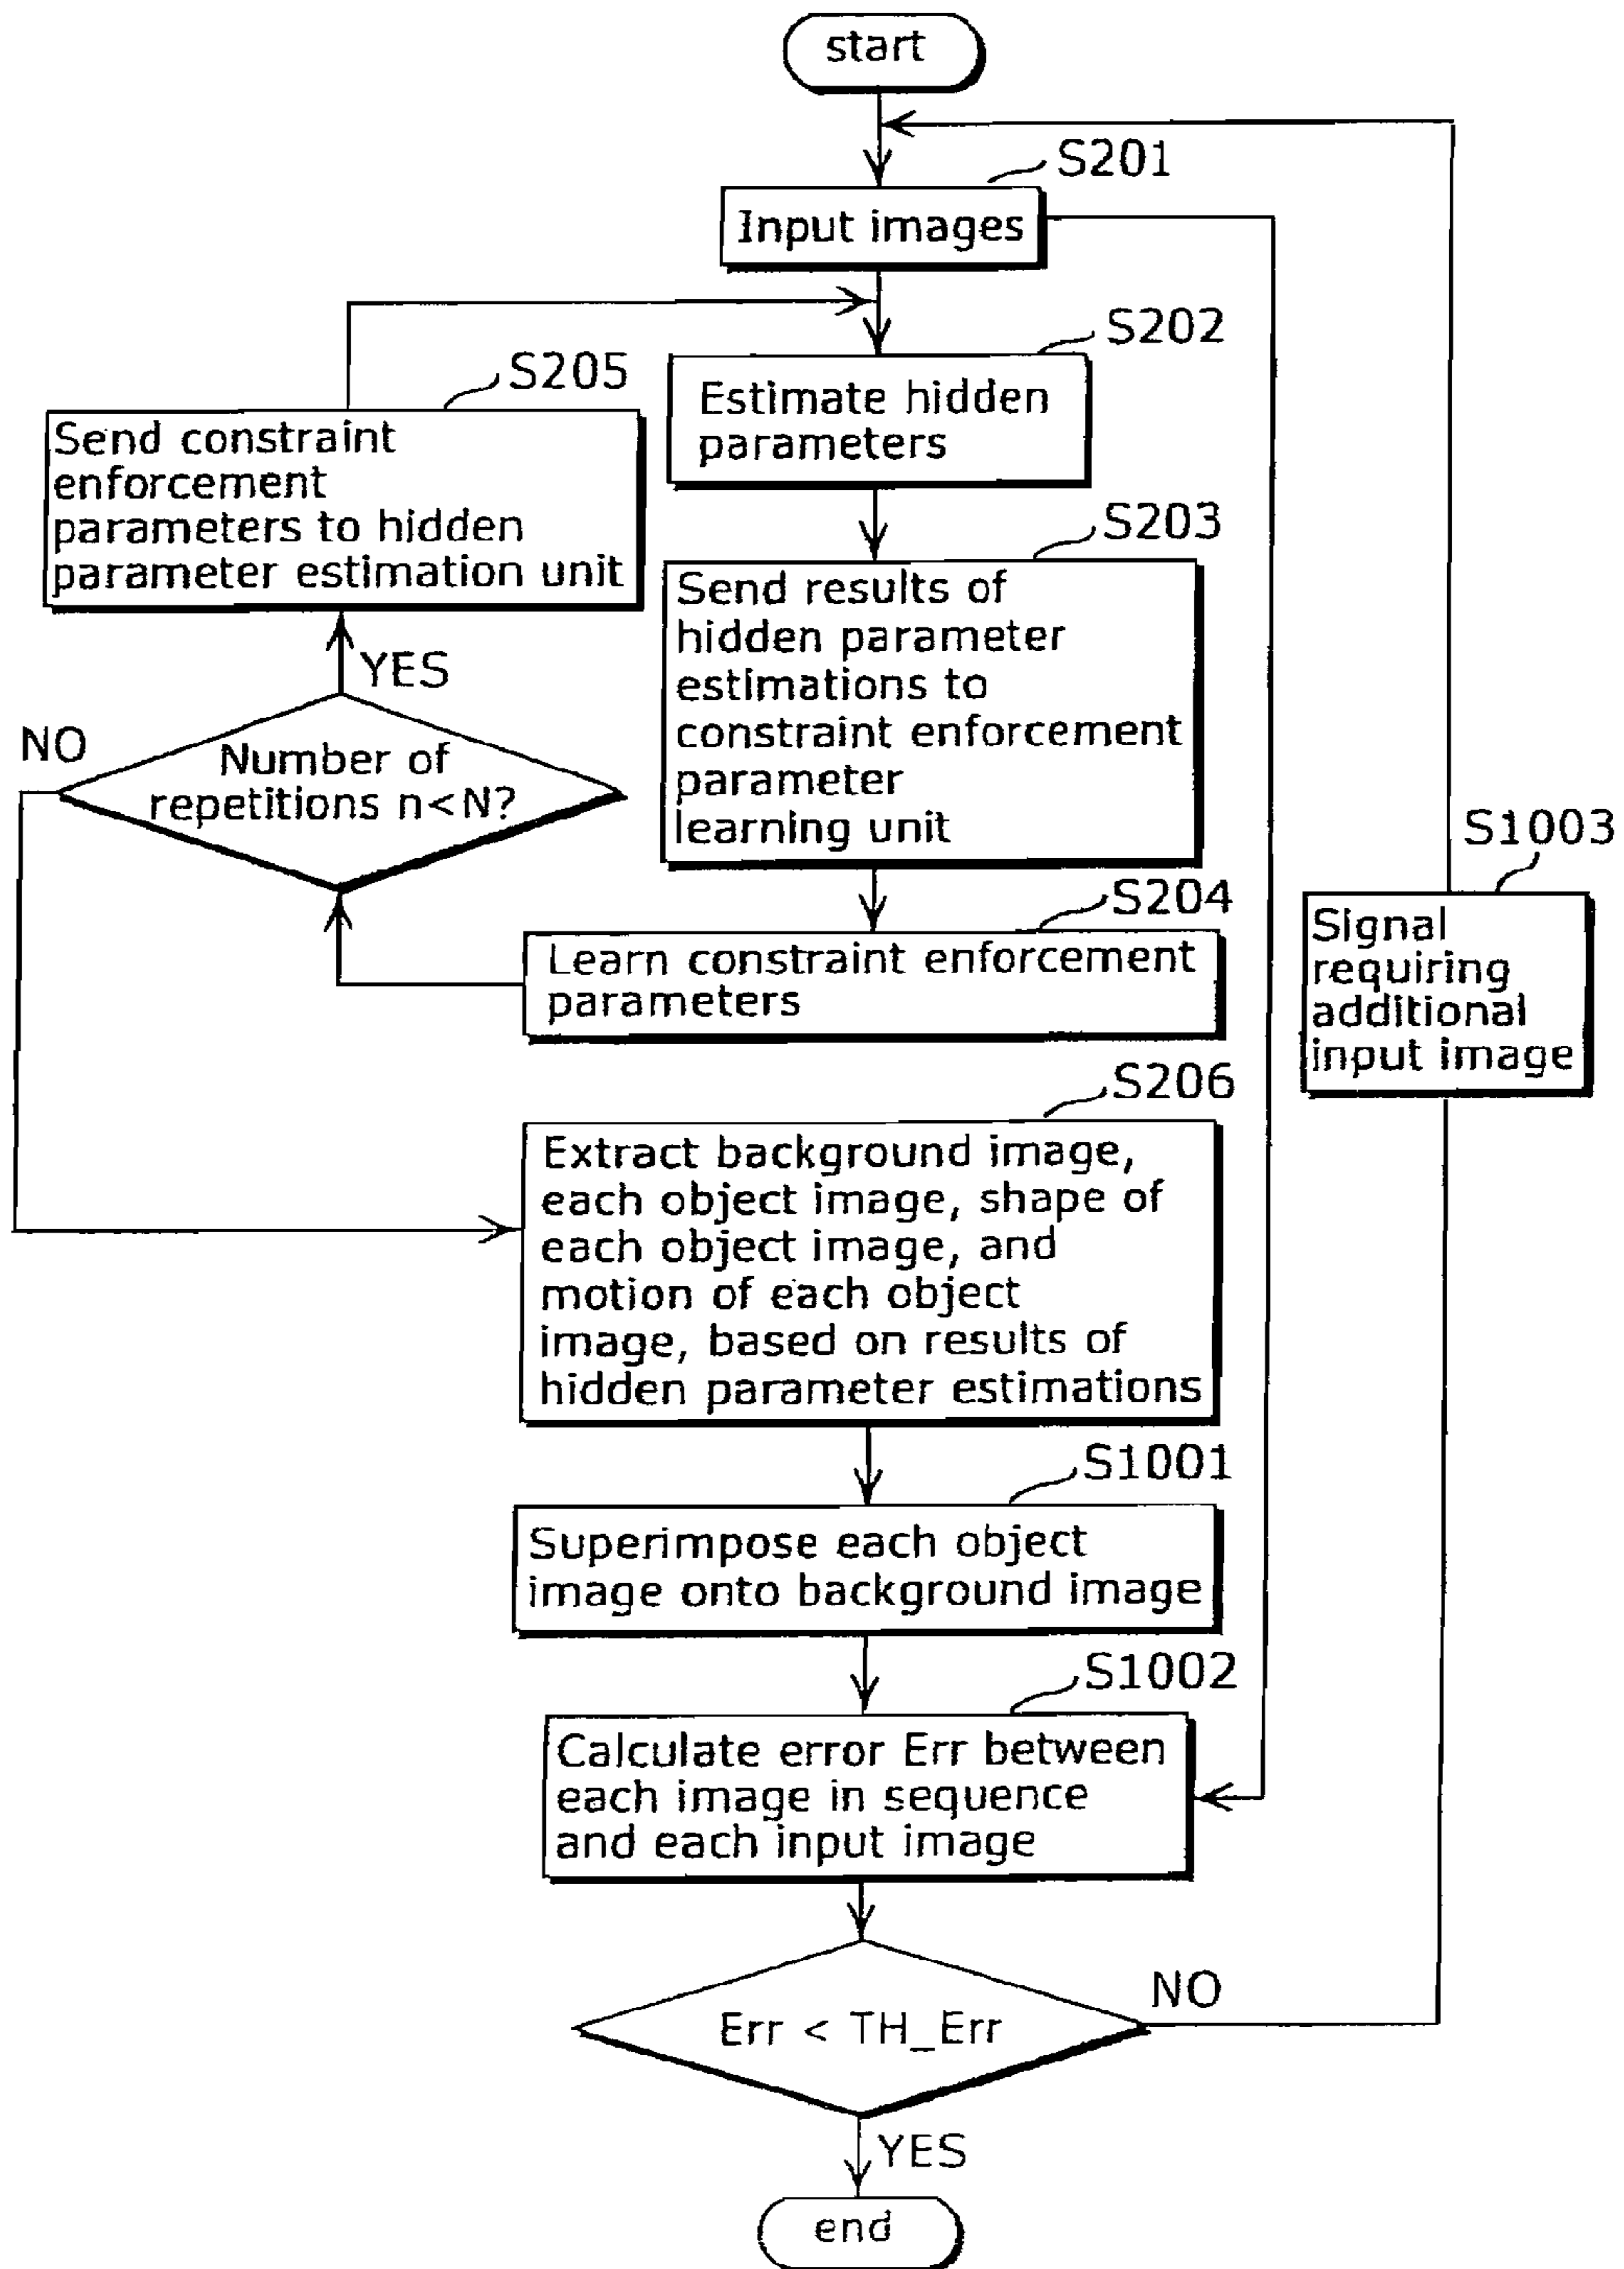 start
S201
Input images
S202
Estimate hidden
parameters
S203
Send results of
hidden parameter
estimations to
constraint enforcement
parameter
learning unit
S204
Learn constraint enforcement
parameters
Number of
repetitions n<N?
YES
NO
S205
Send constraint
enforcement
parameters to hidden
parameter estimation unit
S206
Extract background image,
each object image, shape of
each object image, and
motion of each object
image, based on results of
hidden parameter estimations
S1001
Superimpose each object
image onto background image
S1002
Calculate error Err between
each image in sequence
and each input image
Err < TH_Err
NO
S1003
Signal
requiring
additional
input image
YES
end